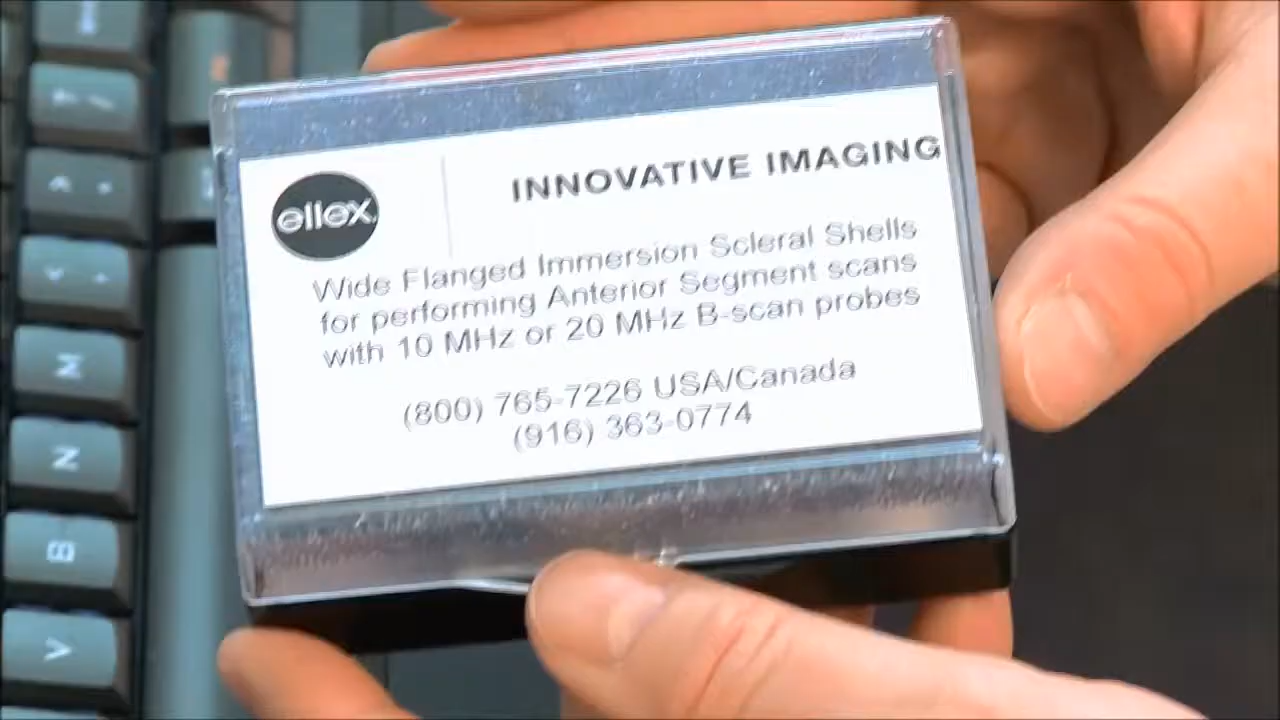 ellex
INNOVATIVE IMAGING
Wide Flanged Immersion Scleral Shells
for performing Anterior Segment scans
with 10 MHz or 20 MHz B-scan probes
(800) 765-7226 USA/Canada
(916) 363-0774
M
N
B
V